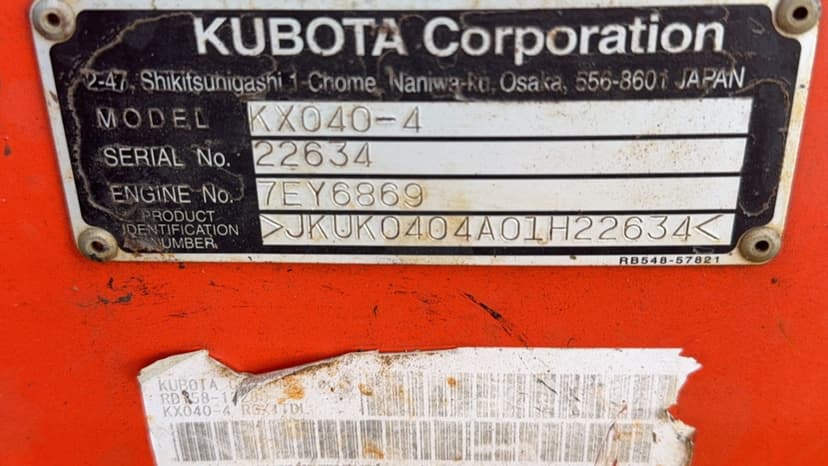 KUBOTA Corporation
2-47, Shikitsuhigashi 1-Chome, Naniwa-ku, Osaka, 556-8601 JAPAN
MODEL KX040-4
SERIAL No. 22634
ENGINE No. 7EY6869
PRODUCT
IDENTIFICATION
NUMBER >JKUK0404A01H22634<
RB548-57821
KUBOTA
KX040-4